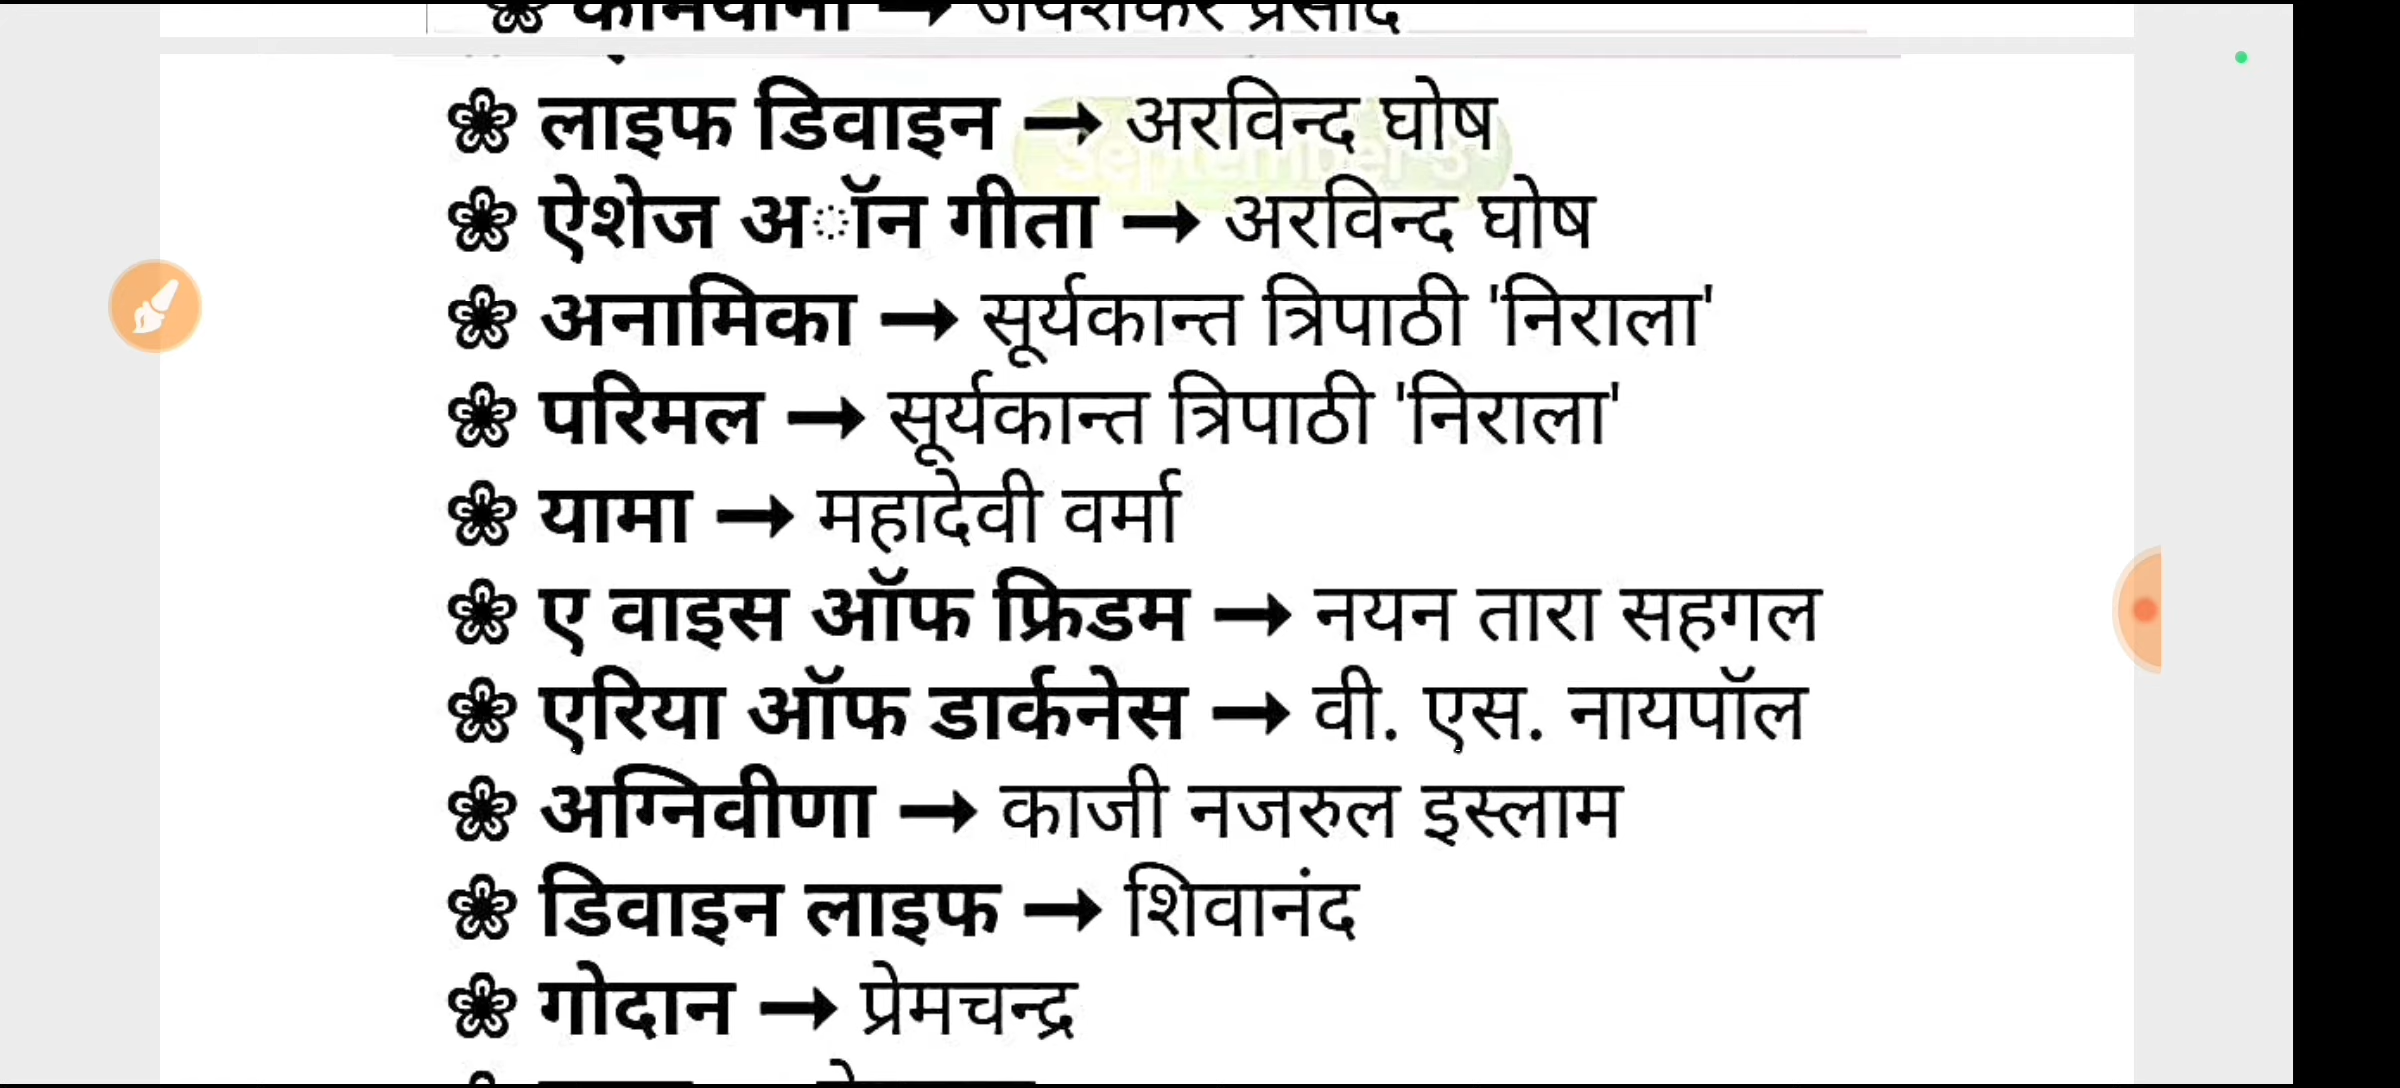 ❀ लाइफ डिवाइन → अरविन्द घोष
❀ ऐशेज अॉन गीता → अरविन्द घोष
❀ अनामिका → सूर्यकान्त त्रिपाठी 'निराला'
❀ परिमल → सूर्यकान्त त्रिपाठी 'निराला'
❀ यामा → महादेवी वर्मा
❀ ए वाइस ऑफ फ्रिडम → नयन तारा सहगल
❀ एरिया ऑफ डार्कनेस → वी. एस. नायपॉल
❀ अग्निवीणा → काजी नजरुल इस्लाम
❀ डिवाइन लाइफ → शिवानंद
❀ गोदान → प्रेमचन्द्र